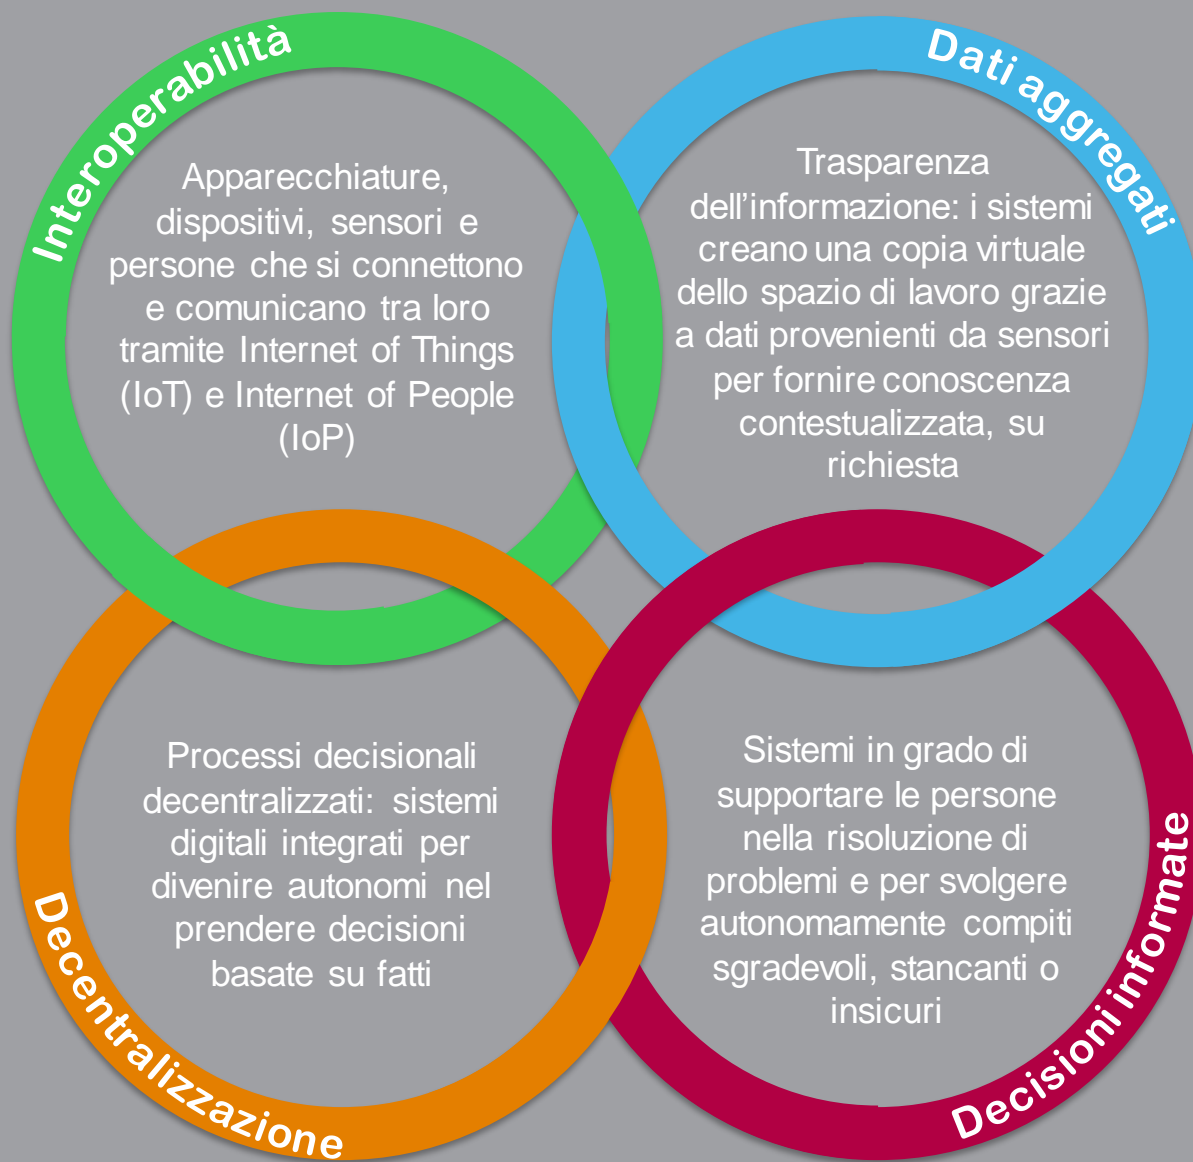 Interoperabilità
Apparecchiature,
dispositivi, sensori e
persone che si connettono
e comunicano tra loro
tramite Internet of Things
(IoT) e Internet of People
(IoP)
Dati aggregati
Trasparenza
dell’informazione: i sistemi
creano una copia virtuale
dello spazio di lavoro grazie
a dati provenienti da sensori
per fornire conoscenza
contestualizzata, su
richiesta
Processi decisionali
decentralizzati: sistemi
digitali integrati per
divenire autonomi nel
prendere decisioni
basate su fatti
Decentralizzazione
Sistemi in grado di
supportare le persone
nella risoluzione di
problemi e per svolgere
autonomamente compiti
sgradevoli, stancanti o
insicuri
Decisioni informate